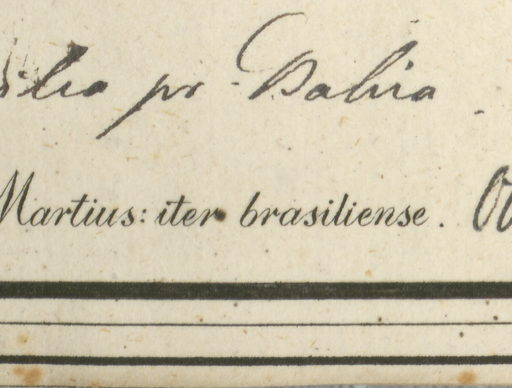 pr. Bahia
Martius: iter brasiliense.